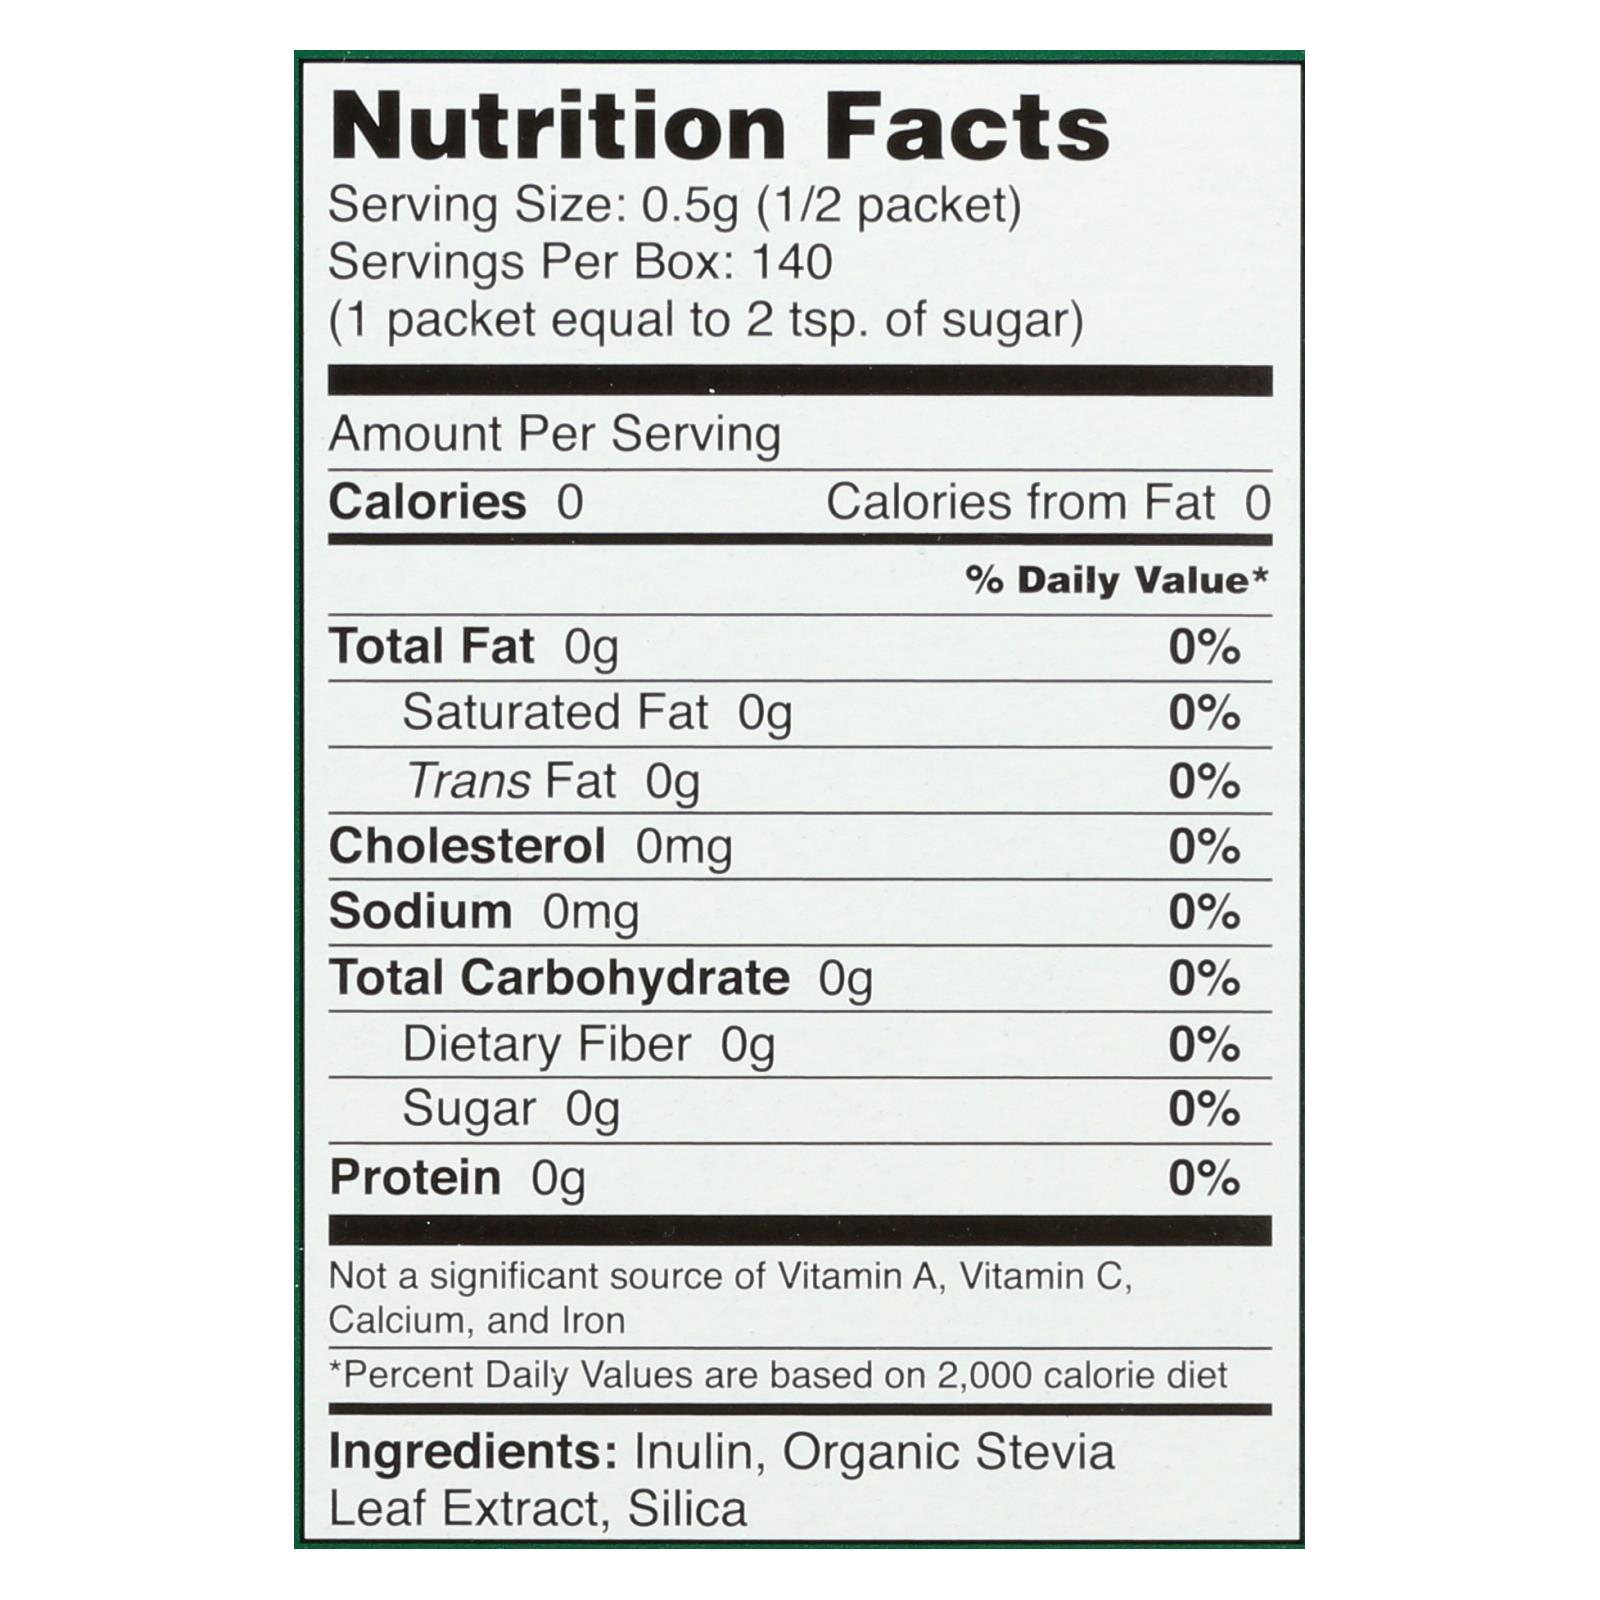 Nutrition Facts
Serving Size: 0.5g (1/2 packet)
Servings Per Box: 140
(1 packet equal to 2 tsp. of sugar)
Amount Per Serving
Calories 0 Calories from Fat 0
% Daily Value*
Total Fat 0g 0%
Saturated Fat 0g 0%
Trans Fat 0g 0%
Cholesterol 0mg 0%
Sodium 0mg 0%
Total Carbohydrate 0g 0%
Dietary Fiber 0g 0%
Sugar 0g 0%
Protein 0g 0%
Not a significant source of Vitamin A, Vitamin C,
Calcium, and Iron
*Percent Daily Values are based on 2,000 calorie diet
Ingredients: Inulin, Organic Stevia
Leaf Extract, Silica